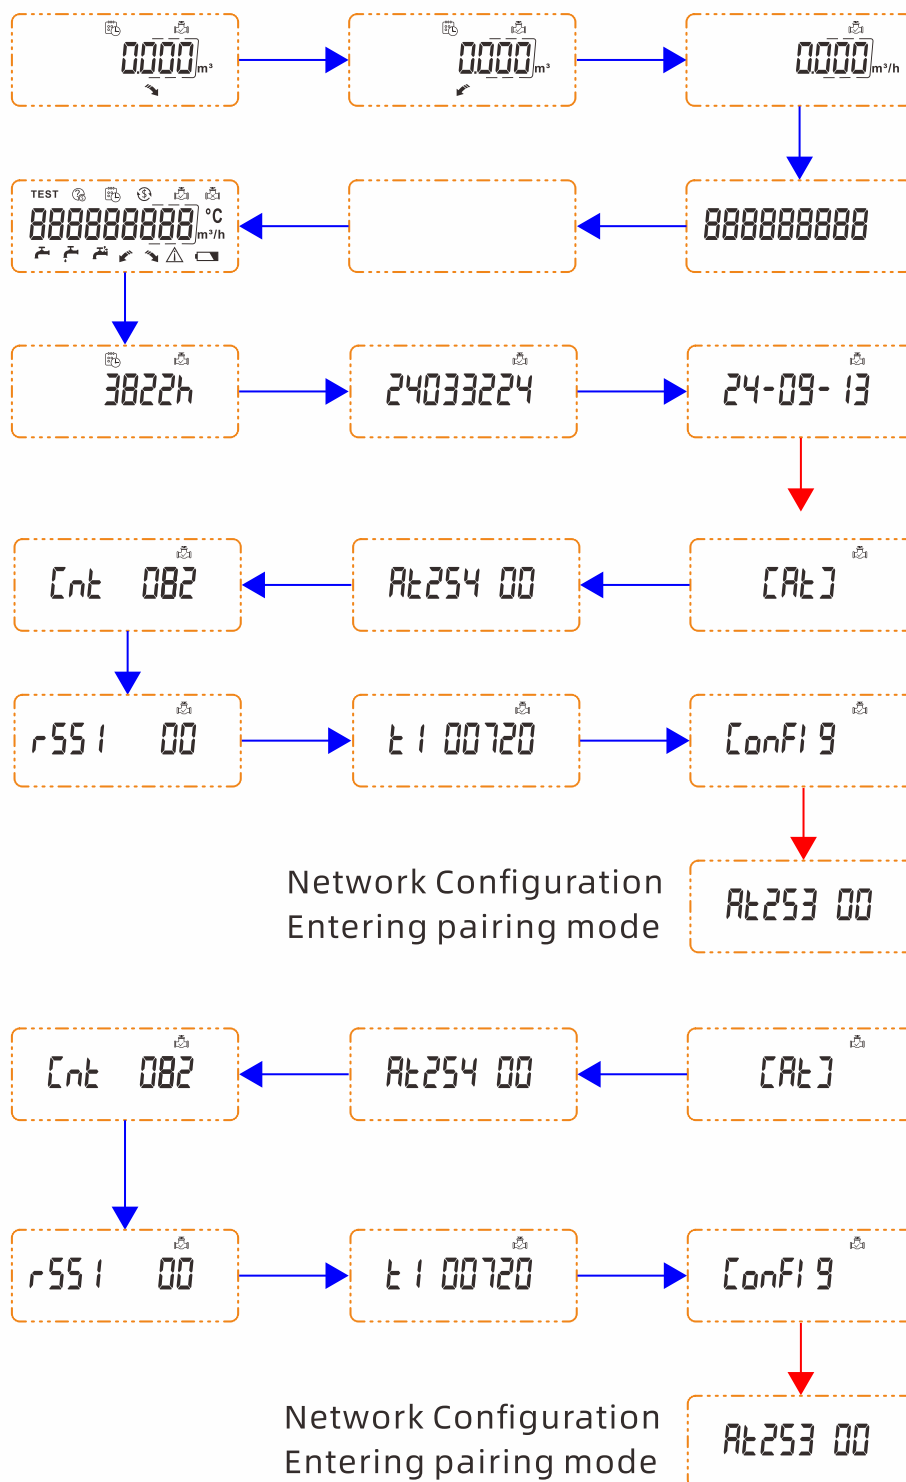 0.000 m³
0.000 m³
0.000 m³/h
TEST
888888888 °C
m³/h
888888888
3822h
24033224
24-09-13
Cnt 082
At254 00
[At]
rSSI 00
t1 00720
ConFIg
Network Configuration
Entering pairing mode
At253 00
Cnt 082
At254 00
[At]
rSSI 00
t1 00720
ConFIg
Network Configuration
Entering pairing mode
At253 00